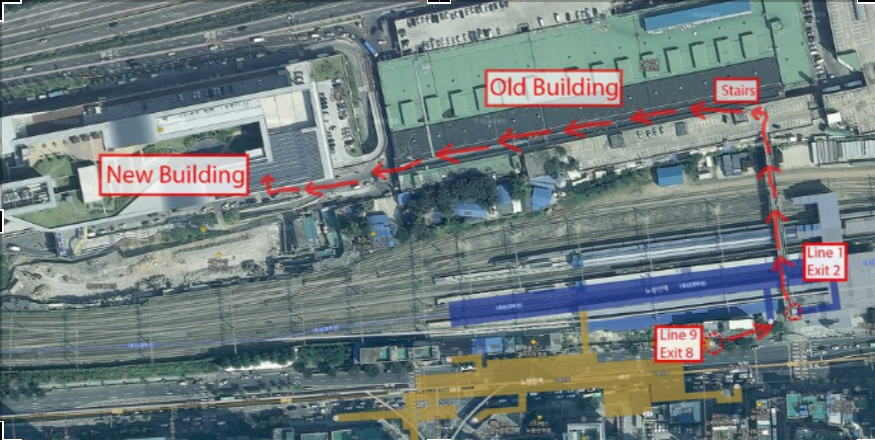 Old Building
Stairs
New Building
Line 1
Exit 2
Line 9
Exit 8